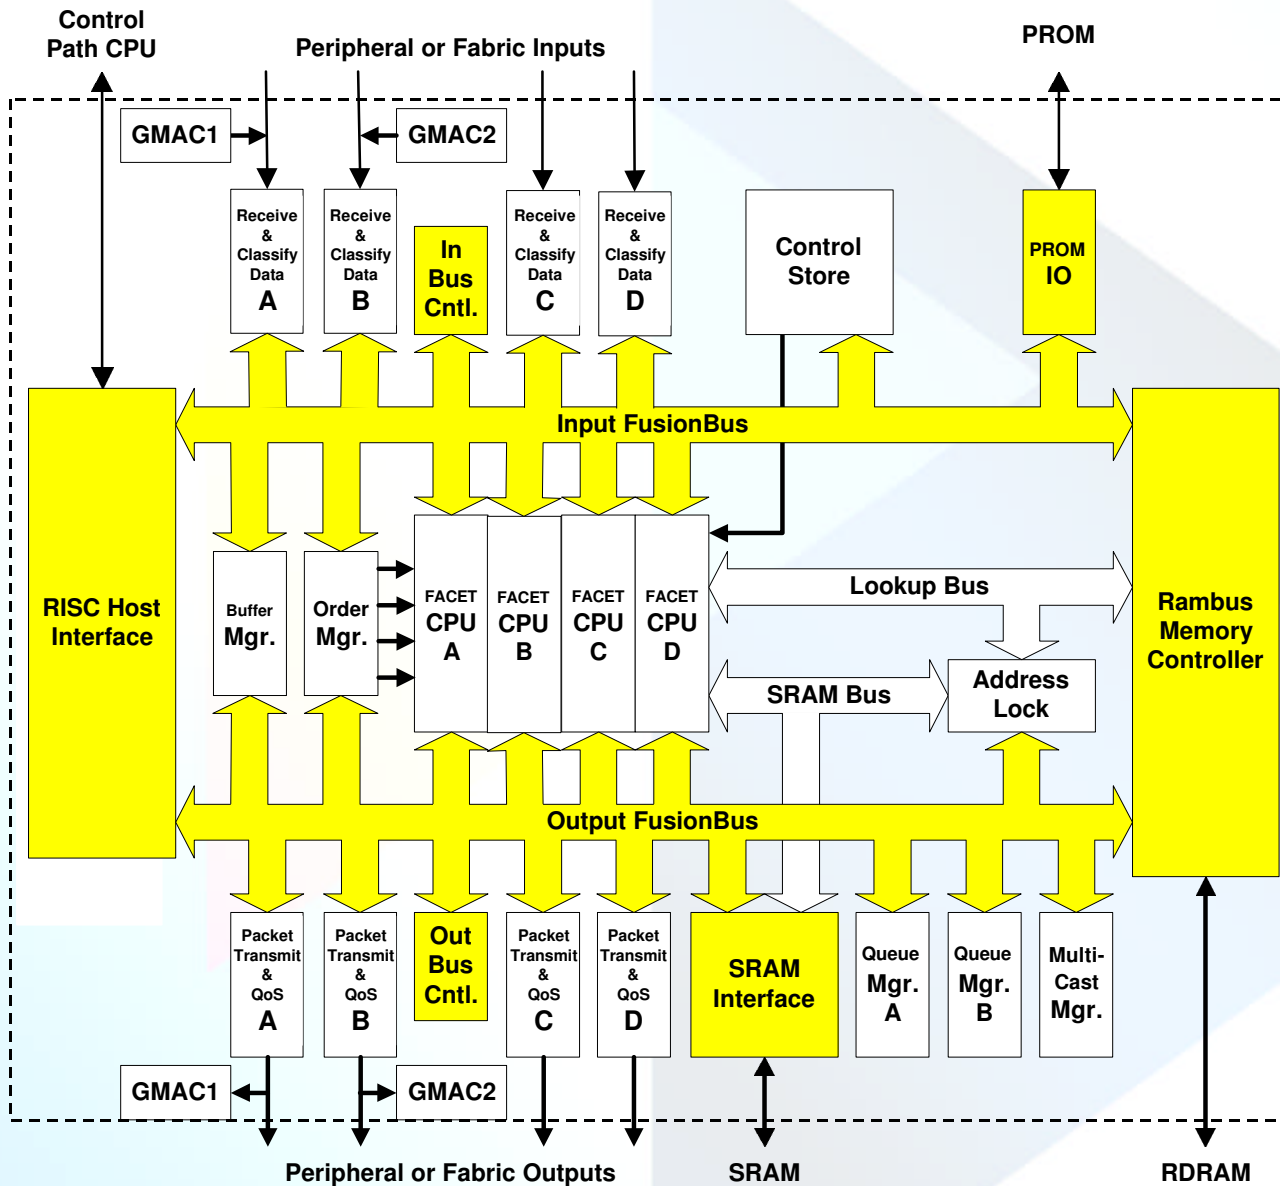 Control
Path CPU
Peripheral or Fabric Inputs
PROM
GMAC1
GMAC2
Receive
&
Classify
Data
A
Receive
&
Classify
Data
B
In
Bus
Cntl.
Receive
&
Classify
Data
C
Receive
&
Classify
Data
D
Control
Store
PROM
IO
Input FusionBus
RISC Host
Interface
Buffer
Mgr.
Order
Mgr.
FACET
CPU
A
FACET
CPU
B
FACET
CPU
C
FACET
CPU
D
Lookup Bus
SRAM Bus
Address
Lock
Rambus
Memory
Controller
Output FusionBus
Packet
Transmit
&
QoS
A
Packet
Transmit
&
QoS
B
Out
Bus
Cntl.
Packet
Transmit
&
QoS
C
Packet
Transmit
&
QoS
D
SRAM
Interface
Queue
Mgr.
A
Queue
Mgr.
B
Multi-
Cast
Mgr.
GMAC1
GMAC2
Peripheral or Fabric Outputs
SRAM
RDRAM